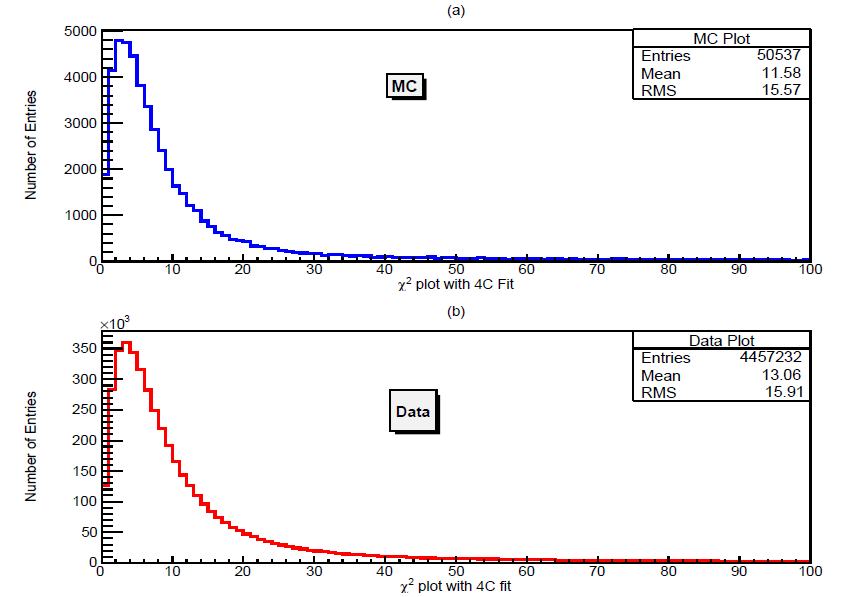 (a)
5000
4000
3000
2000
1000
0
Number of Entries
MC
MC Plot
Entries 50537
Mean 11.58
RMS 15.57
0 10 20 30 40 50 60 70 80 90 100
χ² plot with 4C Fit
(b)
×10³
350
300
250
200
150
100
50
0
Number of Entries
Data
Data Plot
Entries 4457232
Mean 13.06
RMS 15.91
0 10 20 30 40 50 60 70 80 90 100
χ² plot with 4C fit